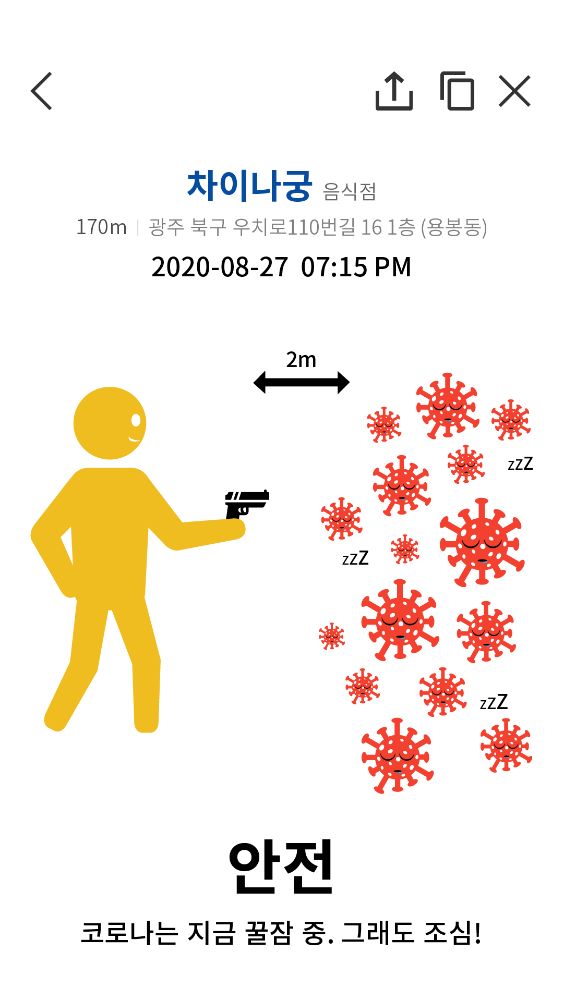 차이나궁 음식점
170m | 광주 북구 우치로110번길 16 1층 (용봉동)
2020-08-27 07:15 PM
2m
zzZ
zzZ
zzZ
안전
코로나는 지금 꿀잠 중. 그래도 조심!